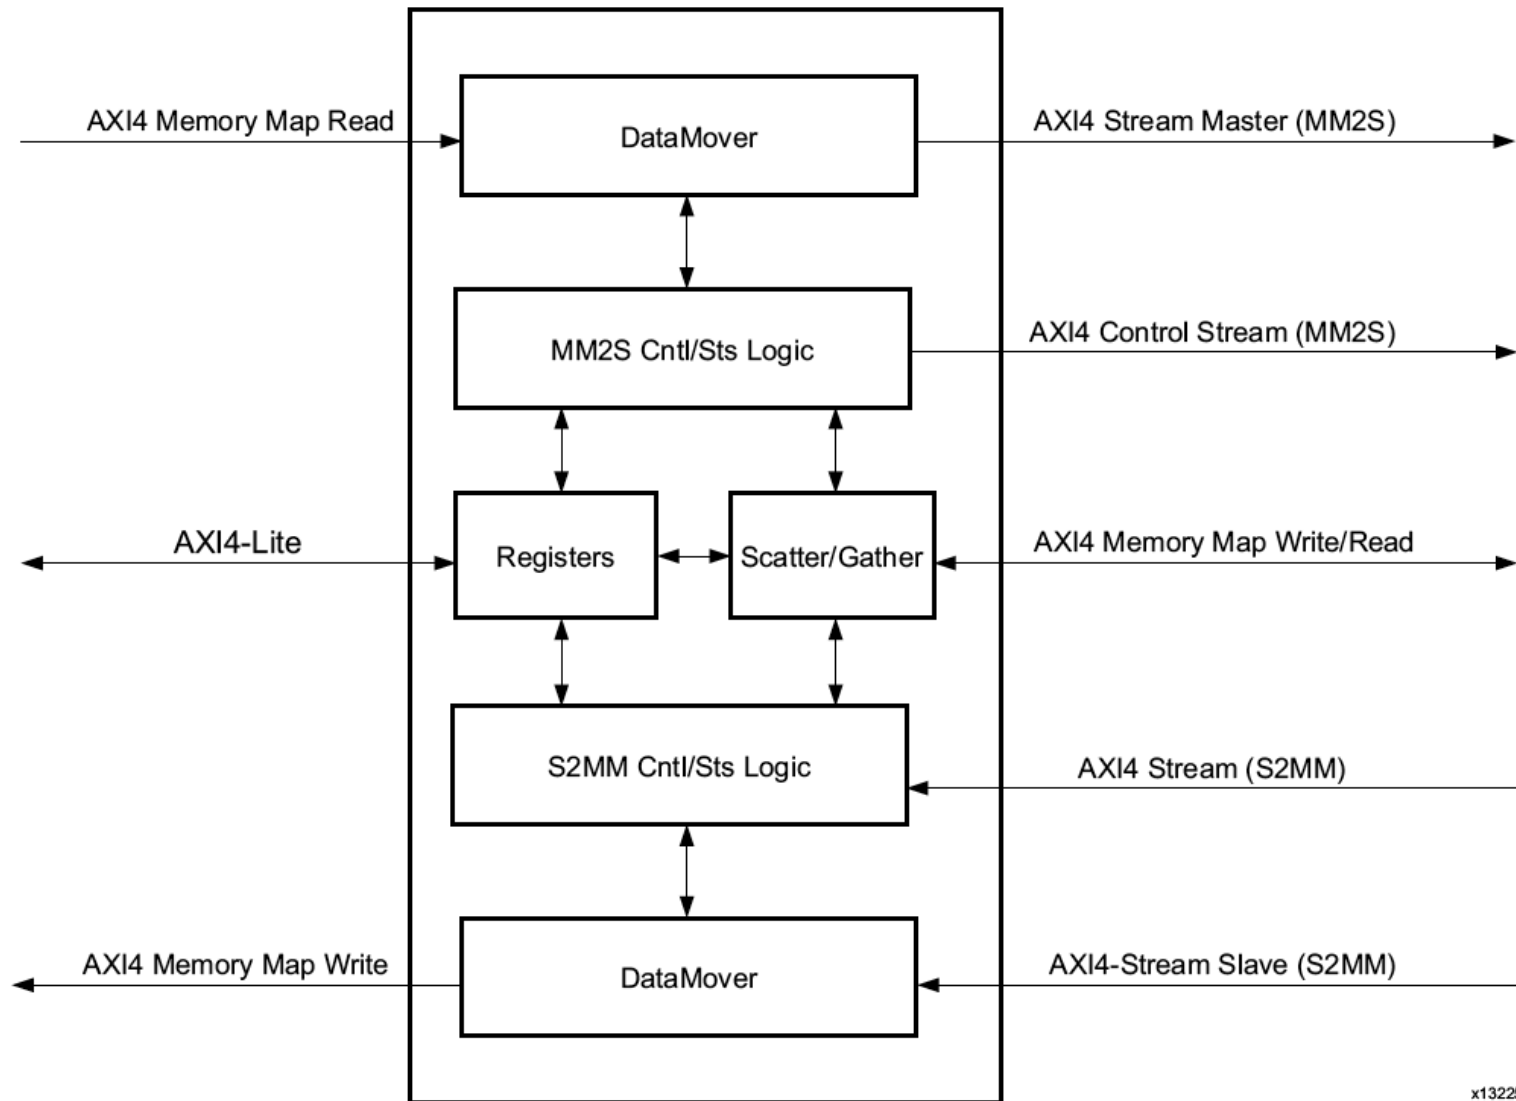 AXI4 Memory Map Read
DataMover
AXI4 Stream Master (MM2S)
MM2S Cntl/Sts Logic
AXI4 Control Stream (MM2S)
AXI4-Lite
Registers
Scatter/Gather
AXI4 Memory Map Write/Read
S2MM Cntl/Sts Logic
AXI4 Stream (S2MM)
AXI4 Memory Map Write
DataMover
AXI4-Stream Slave (S2MM)
x1322